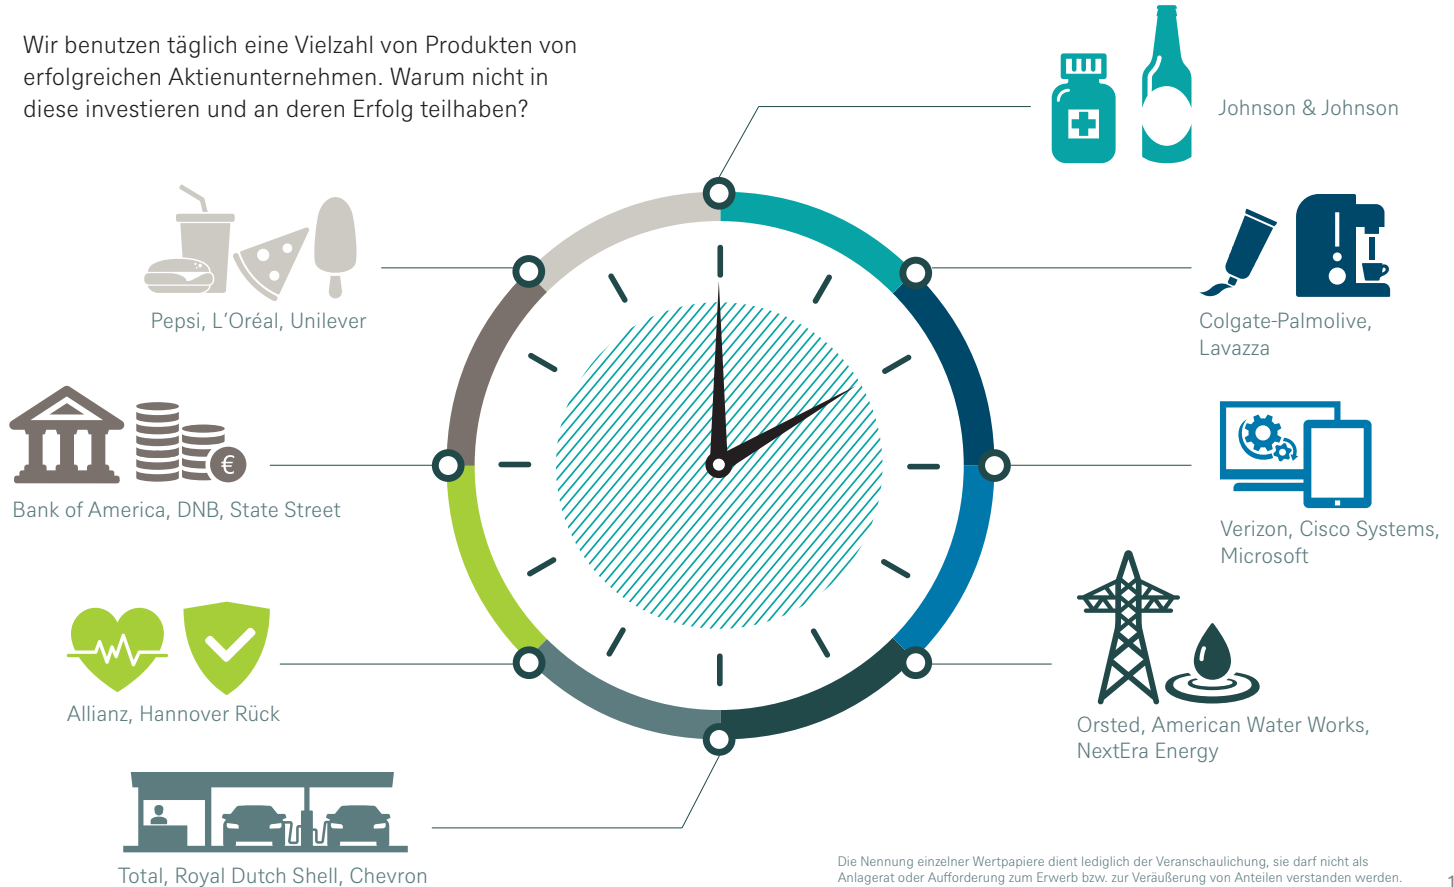 Wir benutzen täglich eine Vielzahl von Produkten von
erfolgreichen Aktienunternehmen. Warum nicht in
diese investieren und an deren Erfolg teilhaben?
Johnson & Johnson
Colgate-Palmolive,
Lavazza
Verizon, Cisco Systems,
Microsoft
Orsted, American Water Works,
NextEra Energy
Total, Royal Dutch Shell, Chevron
Allianz, Hannover Rück
Bank of America, DNB, State Street
€
Pepsi, L’Oréal, Unilever
Die Nennung einzelner Wertpapiere dient lediglich der Veranschaulichung, sie darf nicht als
Anlagerat oder Aufforderung zum Erwerb bzw. zur Veräußerung von Anteilen verstanden werden.